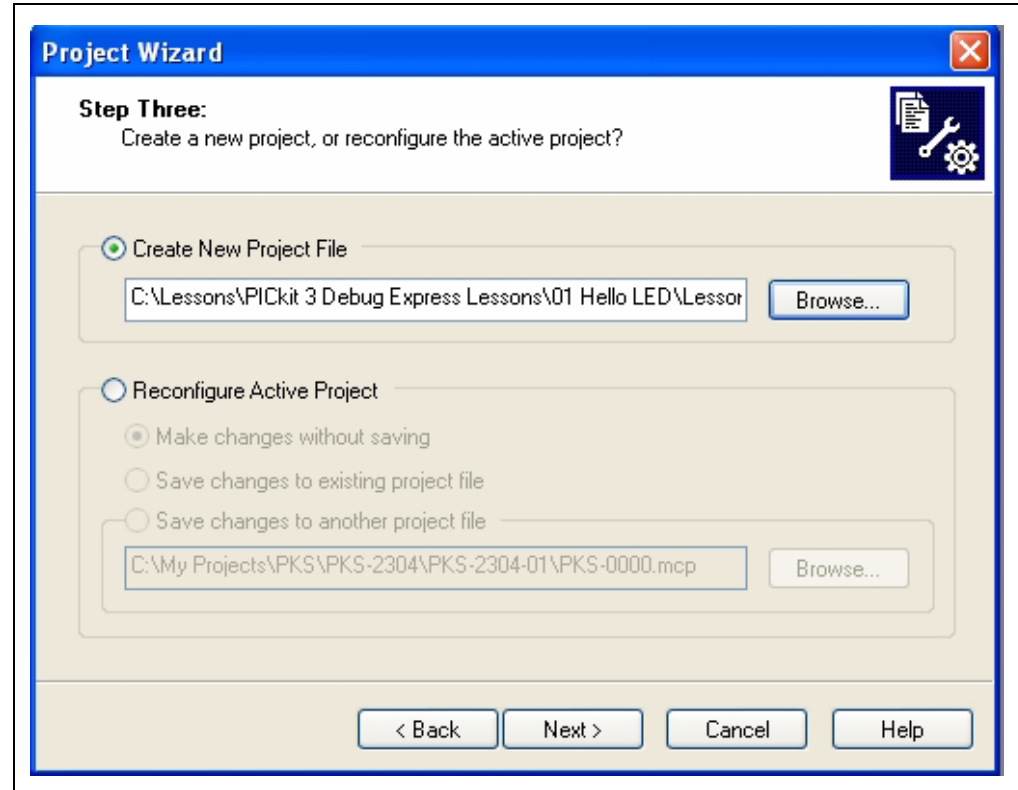 Project Wizard
Step Three:
Create a new project, or reconfigure the active project?
Create New Project File
C:\Lessons\PICkit 3 Debug Express Lessons\01 Hello LED\Lesson
Browse...
Reconfigure Active Project
Make changes without saving
Save changes to existing project file
Save changes to another project file
C:\My Projects\PKS\PKS-2304\PKS-2304-01\PKS-0000.mcp
Browse...
< Back
Next >
Cancel
Help